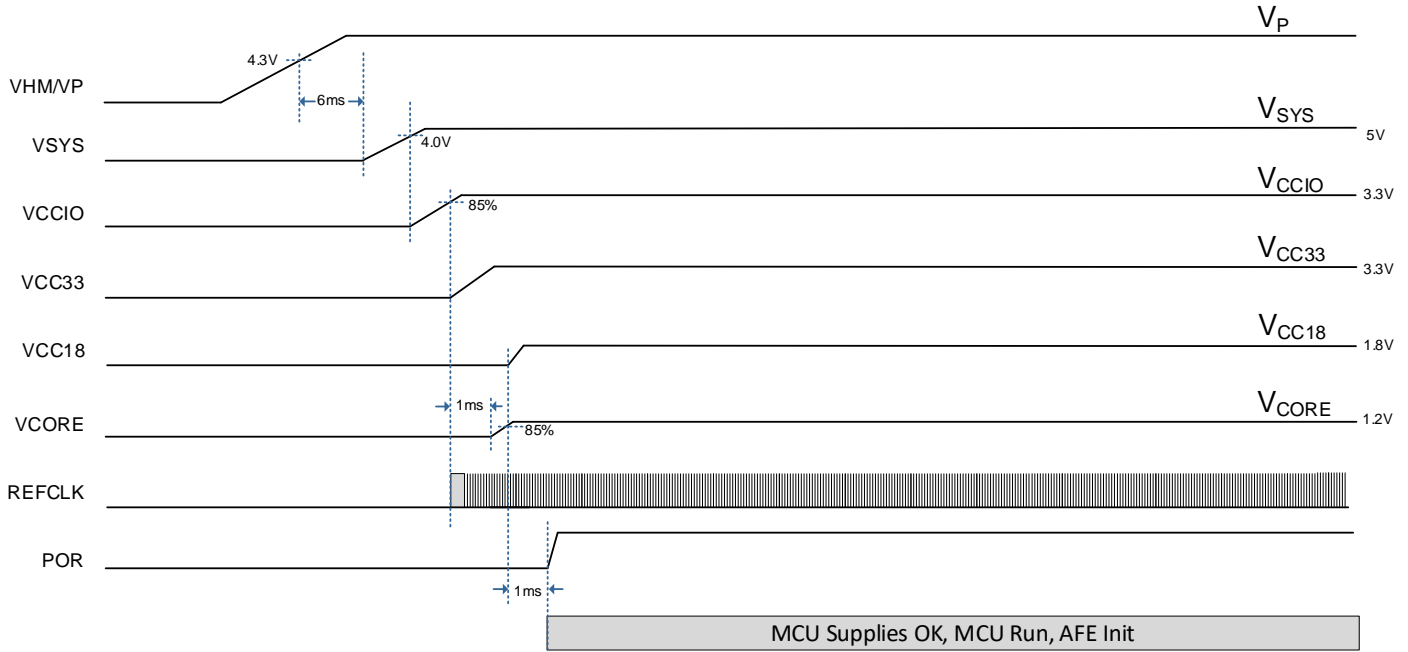 VP
4.3V
VHM/VP
6ms
VSYS
VSYS
4.0V
5V
VCCIO
VCCIO
85%
3.3V
VCC33
VCC33
3.3V
VCC18
VCC18
1.8V
1ms
VCORE
VCORE
85%
1.2V
REFCLK
POR
1ms
MCU Supplies OK, MCU Run, AFE Init